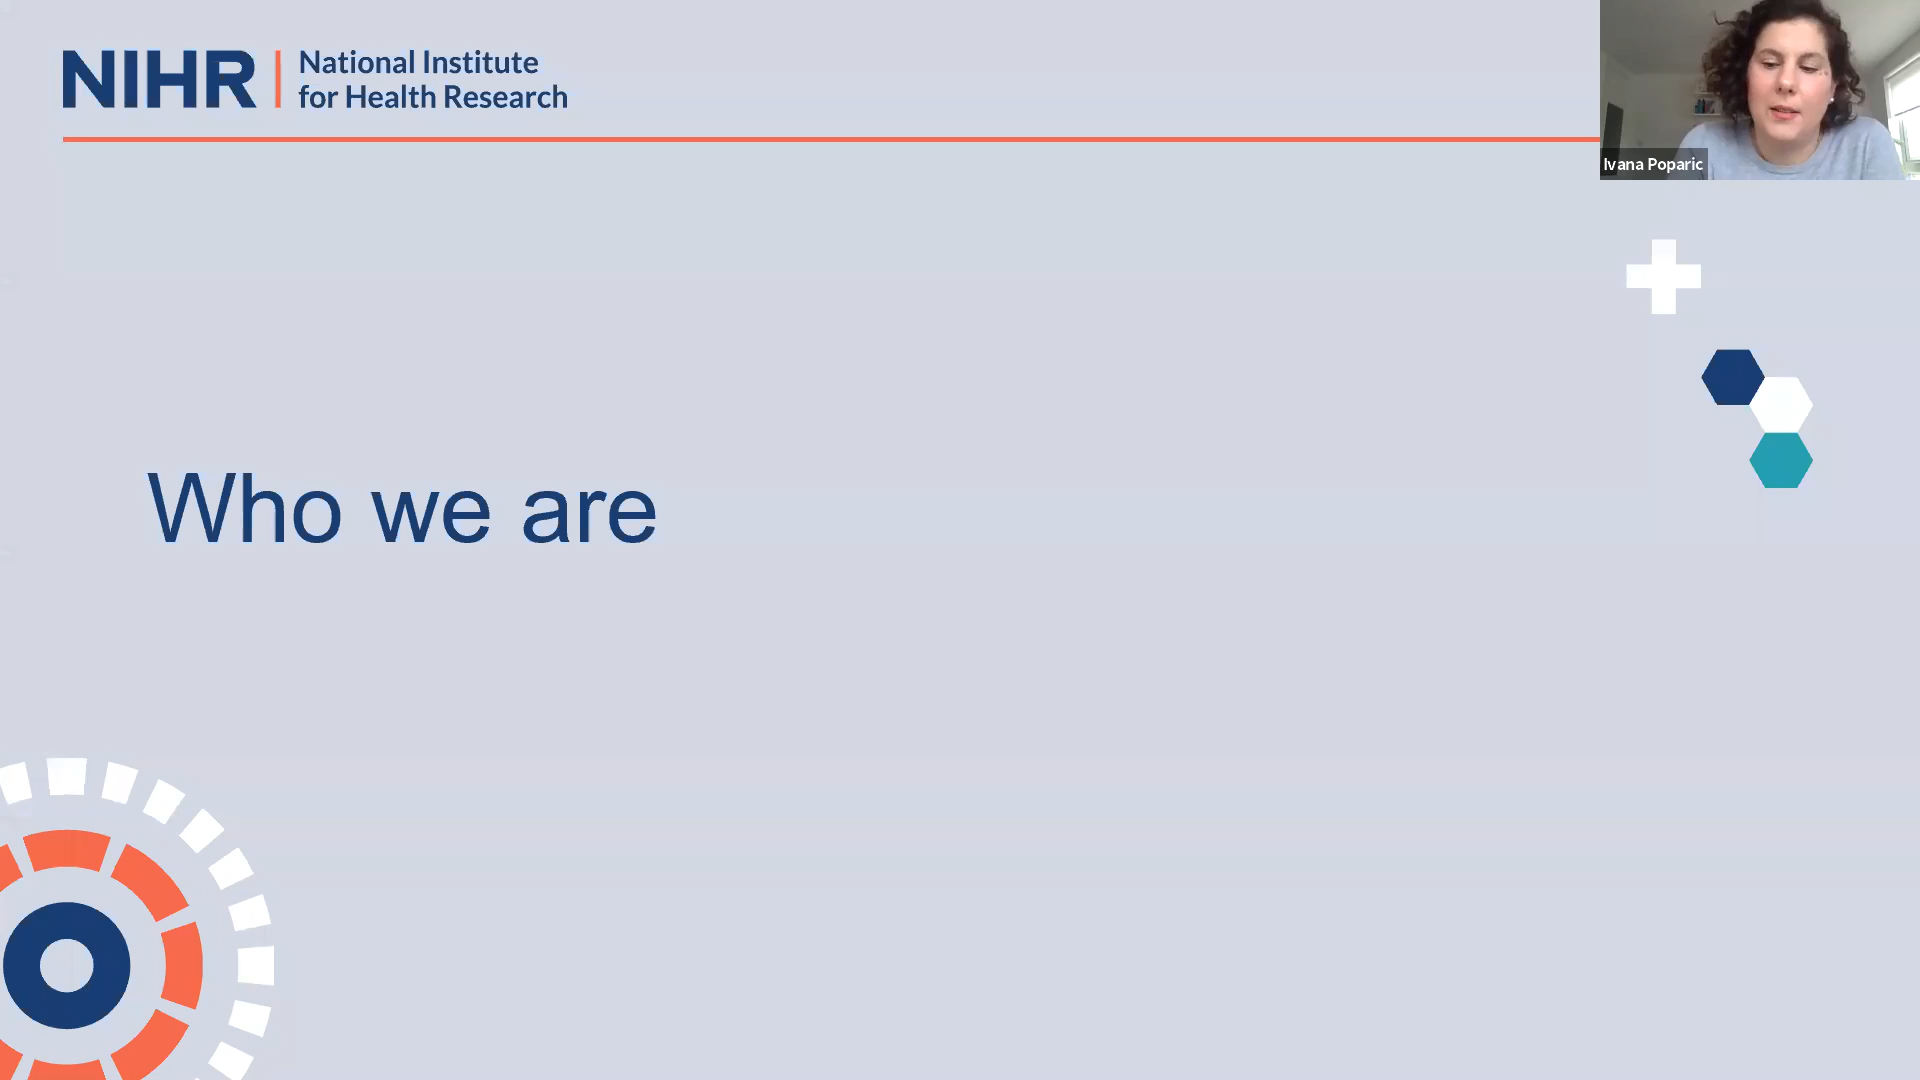 NIHR
National Institute
for Health Research
Ivana Poparic
Who we are